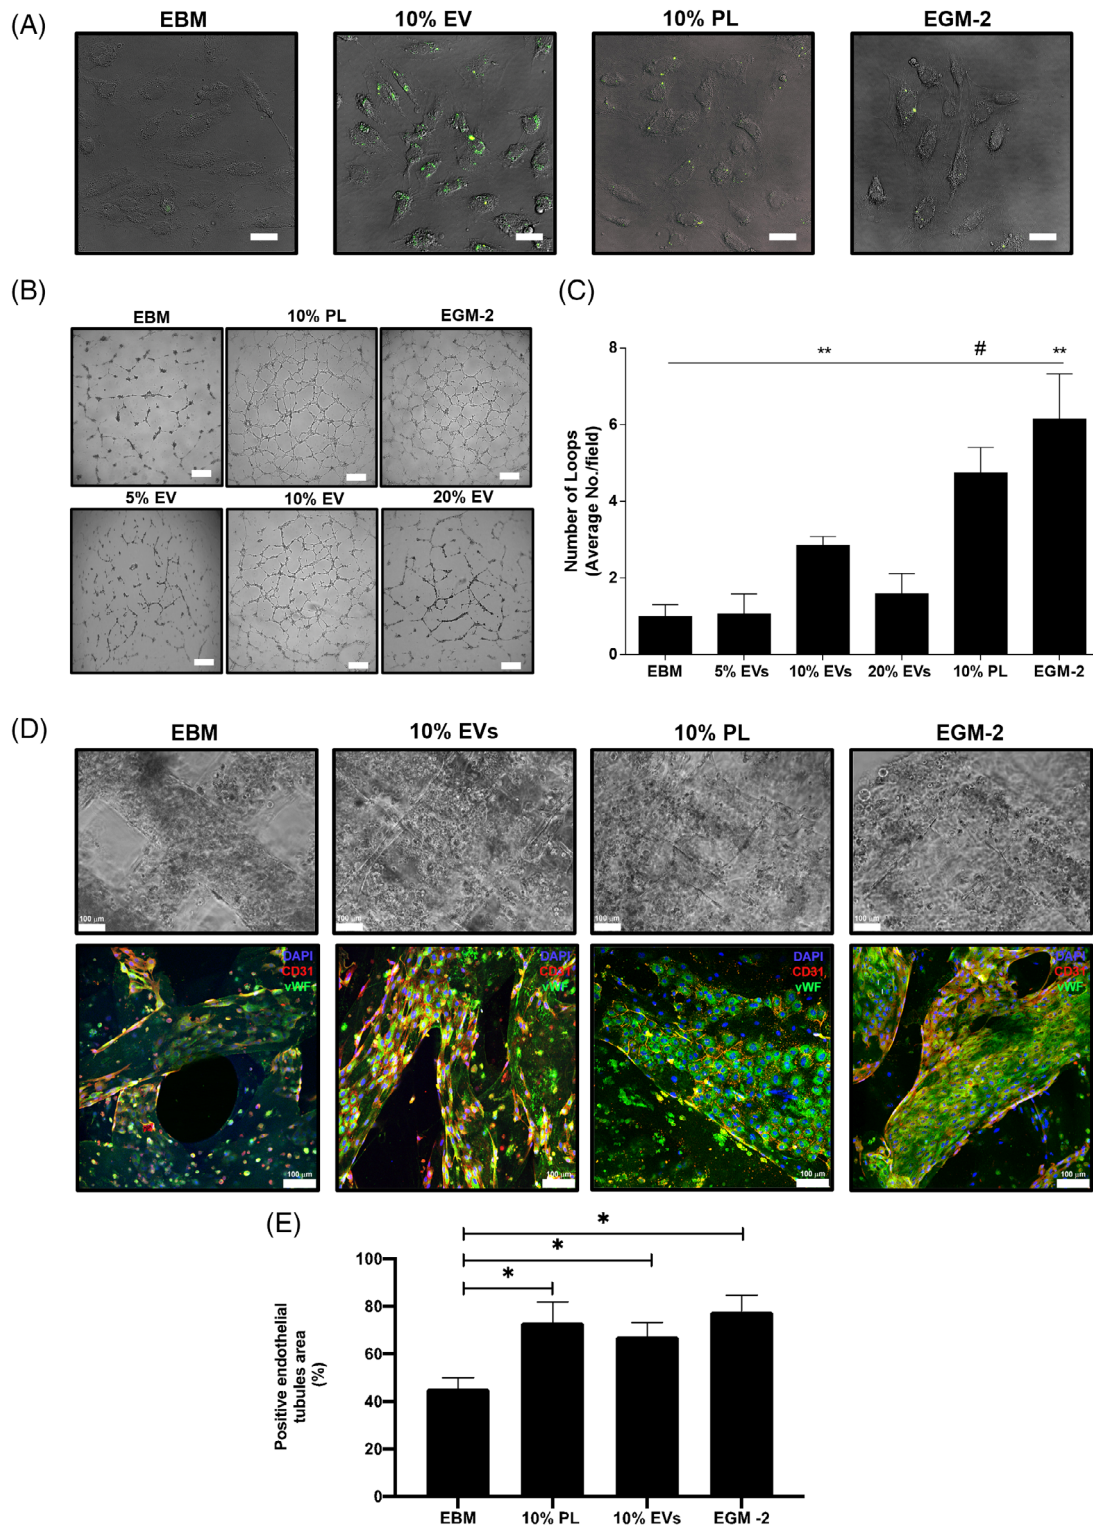 (A)
EBM
10% EV
10% PL
EGM-2
(B)
EBM
10% PL
EGM-2
5% EV
10% EV
20% EV
(C)
Number of Loops
(Average No./field)
8
6
4
2
0
**
#
**
EBM
5% EVs
10% EVs
20% EVs
10% PL
EGM-2
(D)
EBM
10% EVs
10% PL
EGM-2
100 µm
100 µm
100 µm
100 µm
DAPI
CD31
vWF
100 µm
DAPI
CD31
vWF
100 µm
DAPI
CD31
vWF
100 µm
DAPI
CD31
vWF
100 µm
(E)
*
*
*
Positive endothelial
tubules area
(%)
100
80
60
40
20
0
EBM
10% PL
10% EVs
EGM -2